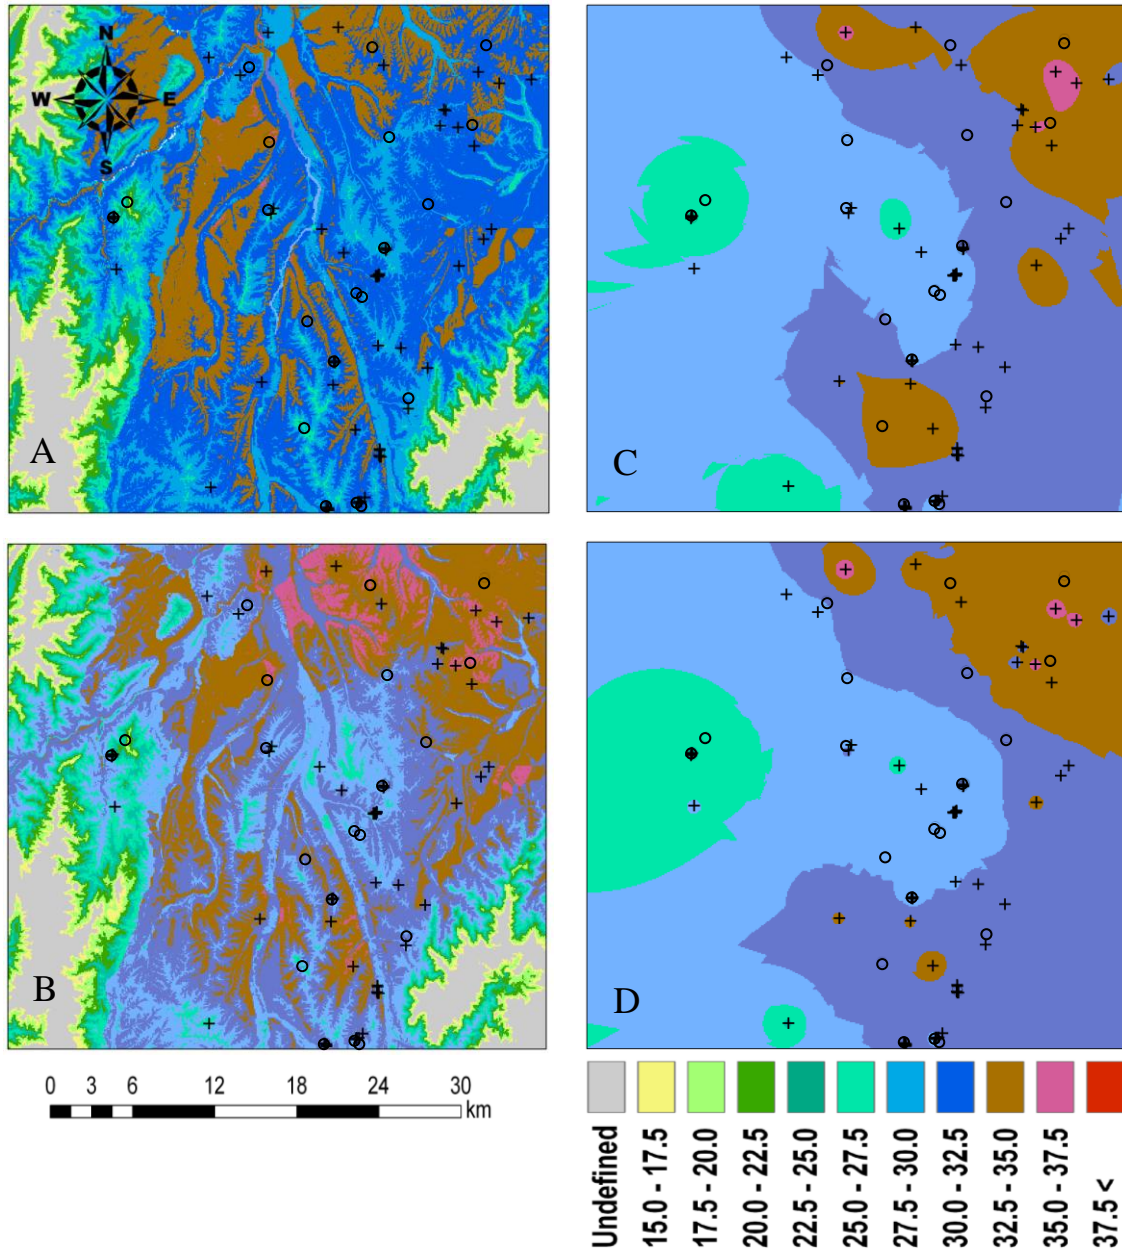 N
W E
S
A
C
B
D
0 3 6 12 18 24 30
km
Undefined
15.0 - 17.5
17.5 - 20.0
20.0 - 22.5
22.5 - 25.0
25.0 - 27.5
27.5 - 30.0
30.0 - 32.5
32.5 - 35.0
35.0 - 37.5
37.5 <